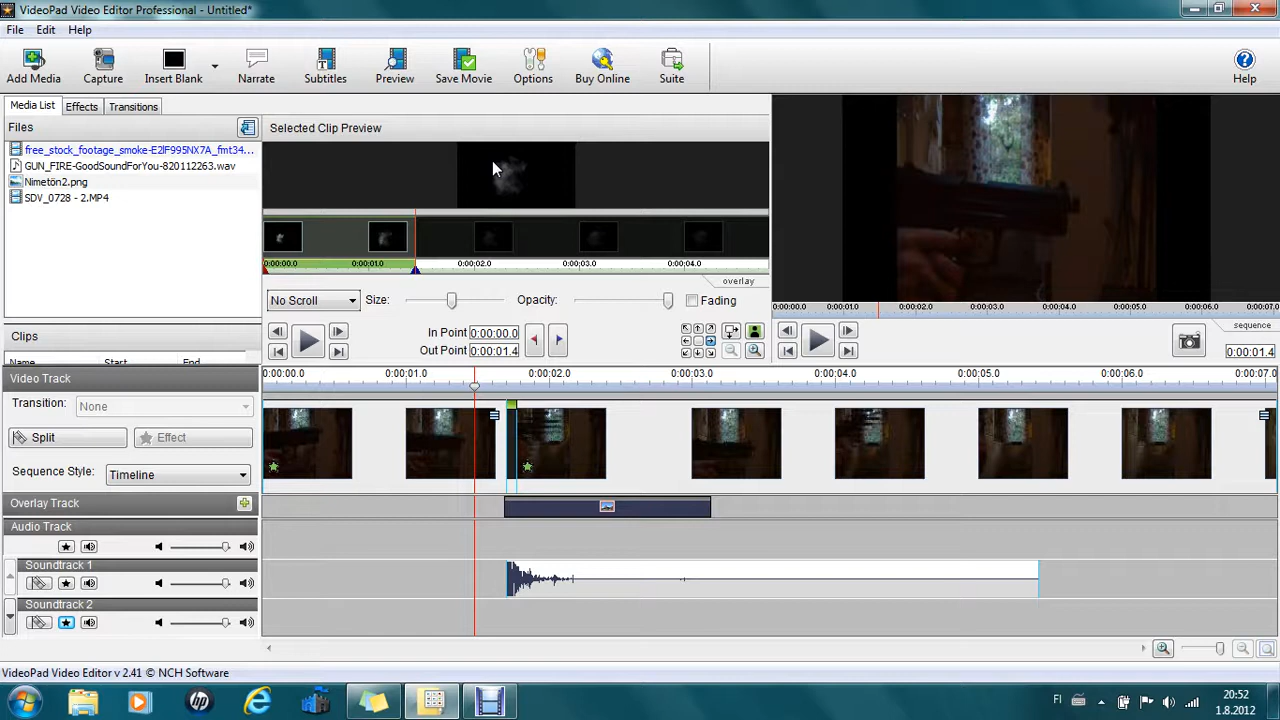 VideoPad Video Editor Professional - Untitled*
File Edit Help
Add Media Capture Insert Blank Narrate Subtitles Preview Save Movie Options Buy Online Suite Help
Media List Effects Transitions
Files
free_stock_footage_smoke-E2lF995NX7A_fmt34...
GUN_FIRE-GoodSoundForYou-820112263.wav
Nimetön2.png
SDV_0728 - 2.MP4
Selected Clip Preview
0:00:00.0 0:00:01.0 0:00:02.0 0:00:03.0 0:00:04.0
overlay
No Scroll Size: Opacity: Fading
In Point 0:00:00.0
Out Point 0:00:01.4
0:00:00.0 0:00:01.0 0:00:02.0 0:00:03.0 0:00:04.0 0:00:05.0 0:00:06.0 0:00:07.0
sequence
0:00:01.4
Clips
Name Start End
Video Track
0:00:00.0 0:00:01.0 0:00:02.0 0:00:03.0 0:00:04.0 0:00:05.0 0:00:06.0 0:00:07.0
Transition: None
Split Effect
Sequence Style: Timeline
Overlay Track
Audio Track
Soundtrack 1
Soundtrack 2
VideoPad Video Editor v 2.41 © NCH Software
FI
20:52
1.8.2012